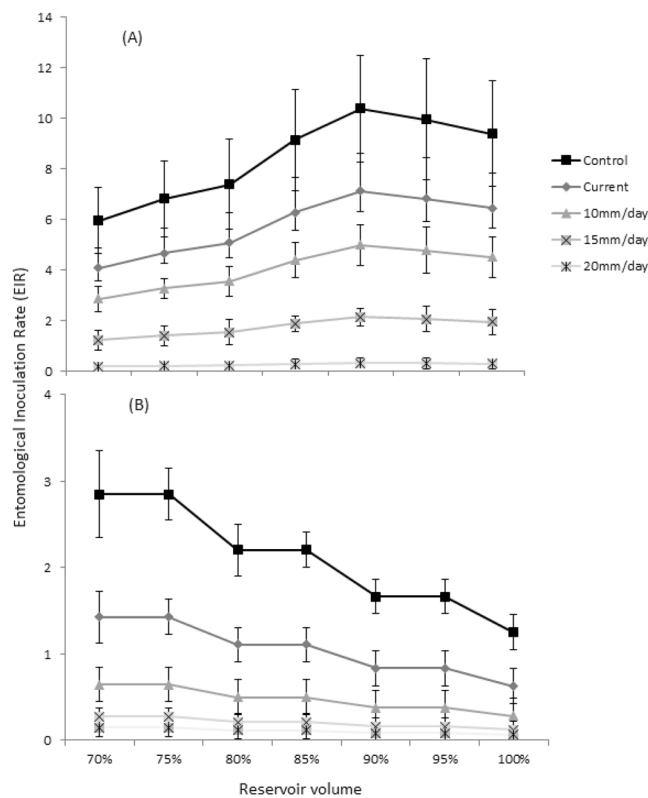 (A)
14
12
10
8
6
4
2
0
Control
Current
10mm/day
15mm/day
20mm/day
Entomological Inoculation Rate (EIR)
(B)
4
3
2
1
0
70% 75% 80% 85% 90% 95% 100%
Reservoir volume